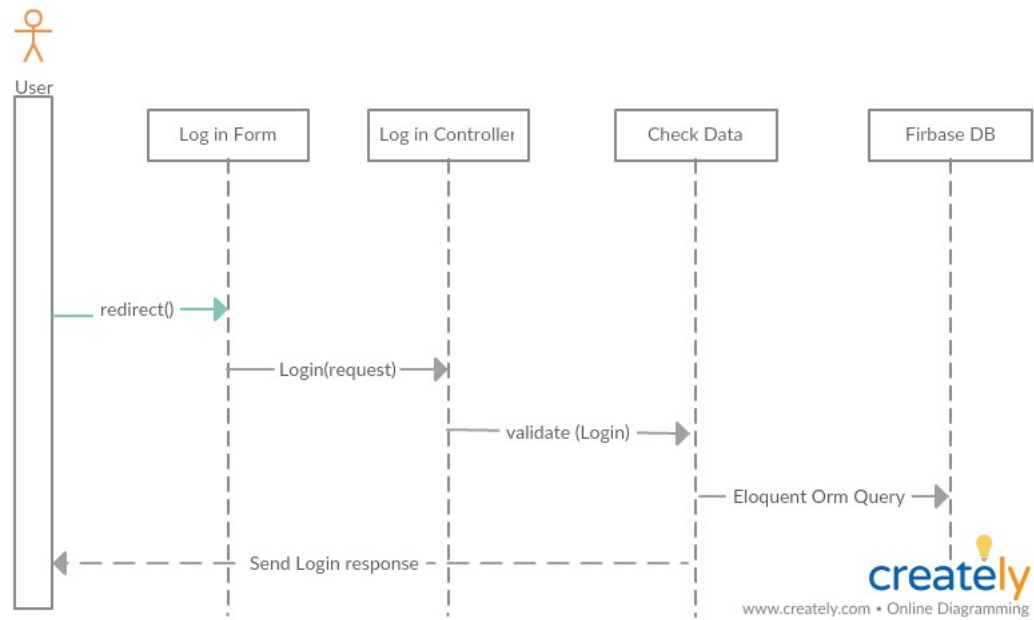 User
Log in Form
Log in Controller
Check Data
Firbase DB
redirect()
Login(request)
validate (Login)
Eloquent Orm Query
Send Login response
creately
www.creately.com • Online Diagramming